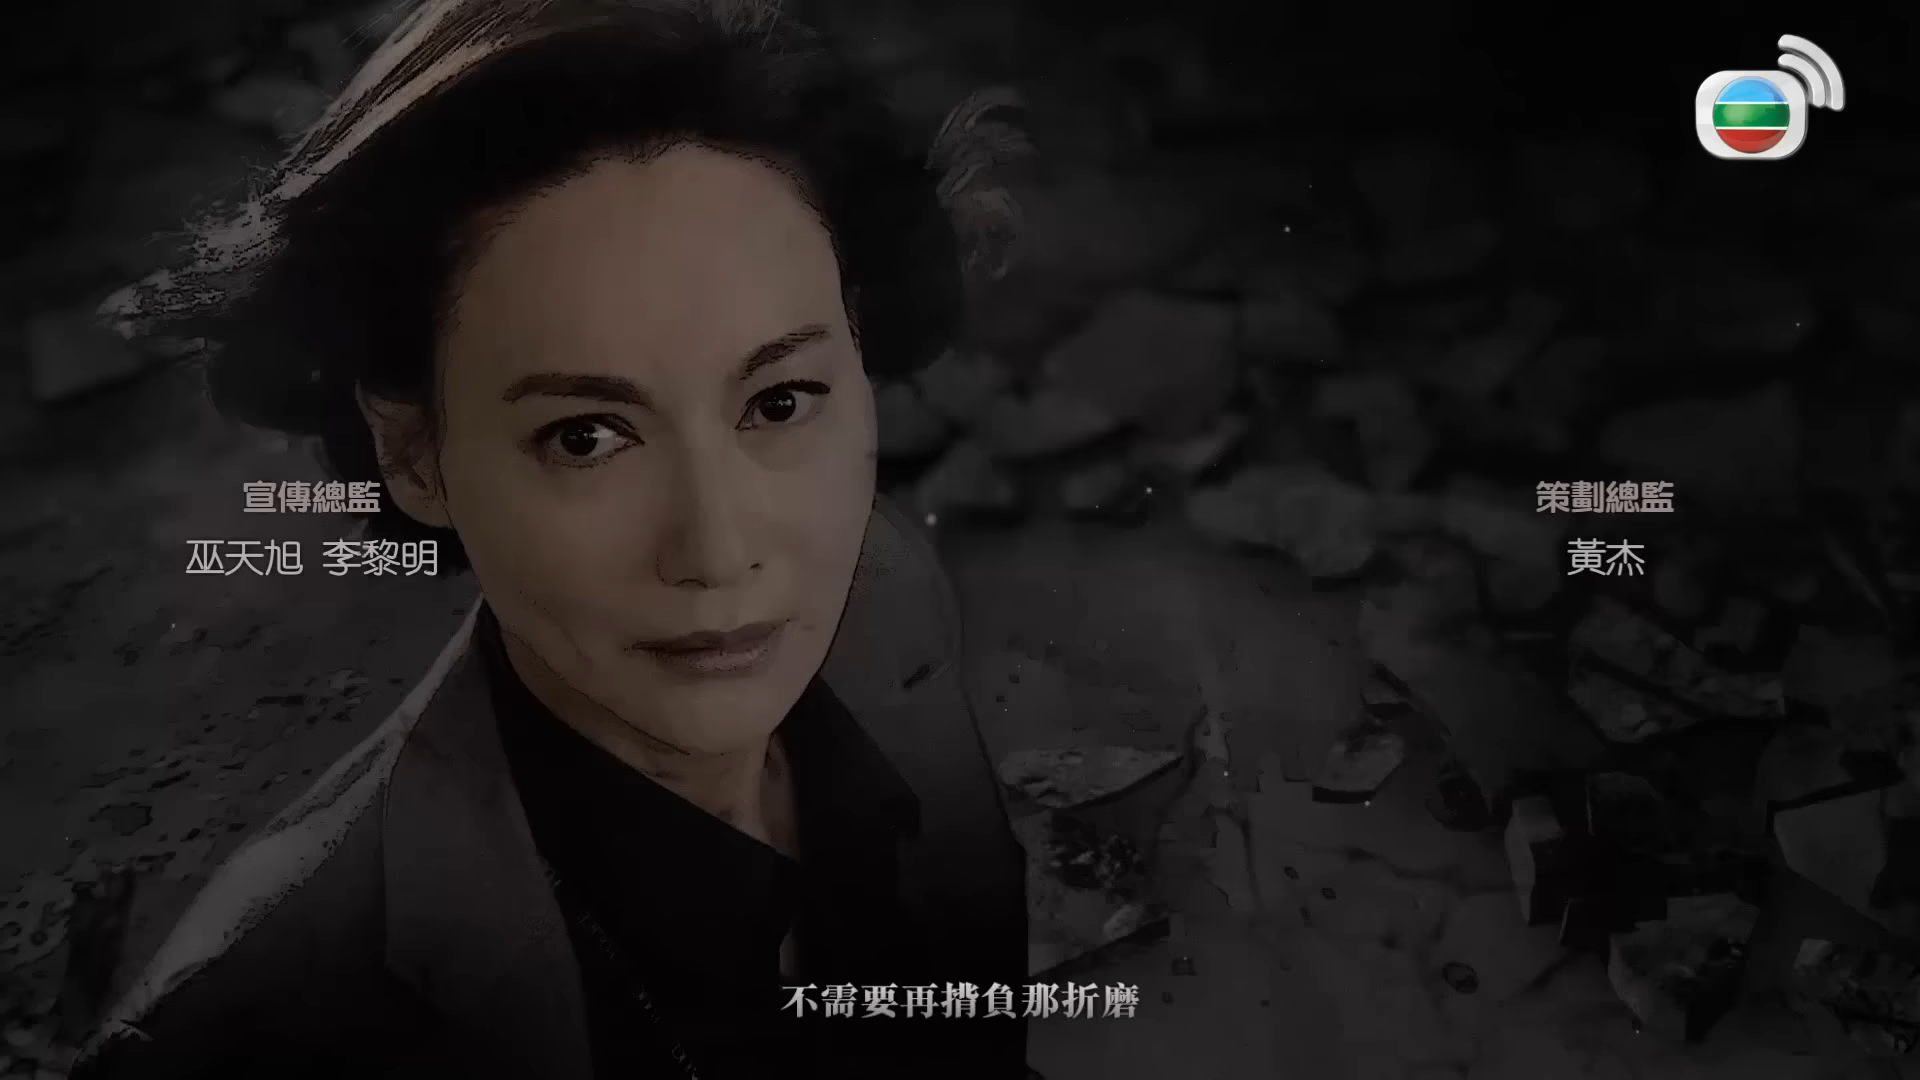 宣傳總監
巫天旭 李黎明
策劃總監
黃杰
不需要再揹負那折磨